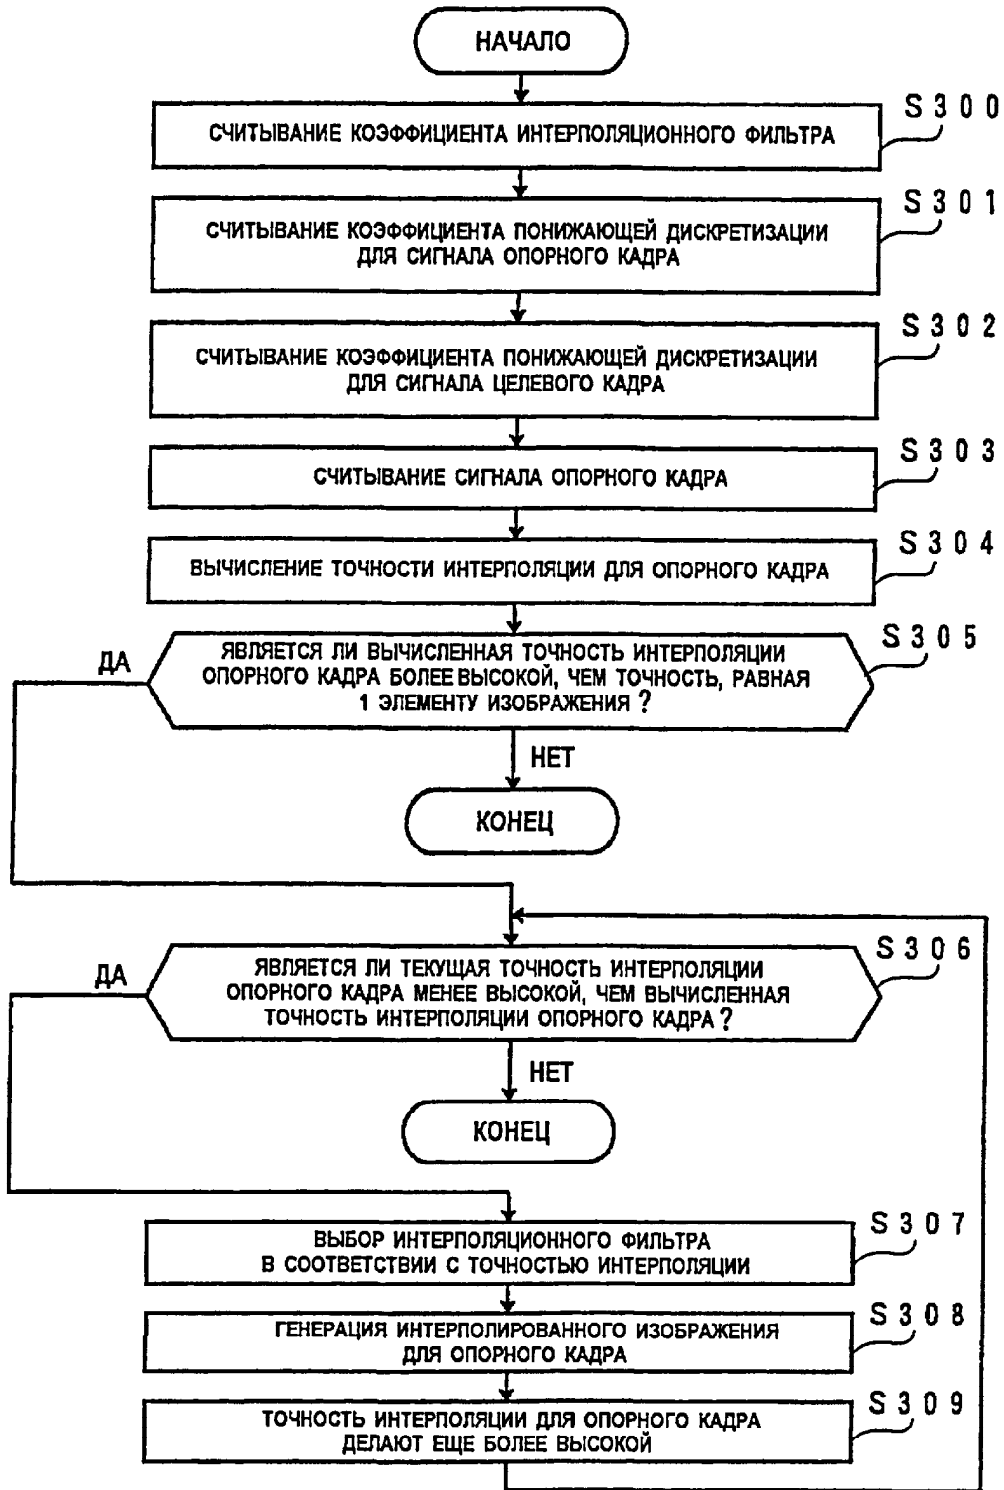 НАЧАЛО
S300
СЧИТЫВАНИЕ КОЭФФИЦИЕНТА ИНТЕРПОЛЯЦИОННОГО ФИЛЬТРА
S301
СЧИТЫВАНИЕ КОЭФФИЦИЕНТА ПОНИЖАЮЩЕЙ ДИСКРЕТИЗАЦИИ
ДЛЯ СИГНАЛА ОПОРНОГО КАДРА
S302
СЧИТЫВАНИЕ КОЭФФИЦИЕНТА ПОНИЖАЮЩЕЙ ДИСКРЕТИЗАЦИИ
ДЛЯ СИГНАЛА ЦЕЛЕВОГО КАДРА
S303
СЧИТЫВАНИЕ СИГНАЛА ОПОРНОГО КАДРА
S304
ВЫЧИСЛЕНИЕ ТОЧНОСТИ ИНТЕРПОЛЯЦИИ ДЛЯ ОПОРНОГО КАДРА
S305
ДА
ЯВЛЯЕТСЯ ЛИ ВЫЧИСЛЕННАЯ ТОЧНОСТЬ ИНТЕРПОЛЯЦИИ
ОПОРНОГО КАДРА БОЛЕЕ ВЫСОКОЙ, ЧЕМ ТОЧНОСТЬ, РАВНАЯ
1 ЭЛЕМЕНТУ ИЗОБРАЖЕНИЯ ?
НЕТ
КОНЕЦ
S306
ДА
ЯВЛЯЕТСЯ ЛИ ТЕКУЩАЯ ТОЧНОСТЬ ИНТЕРПОЛЯЦИИ
ОПОРНОГО КАДРА МЕНЕЕ ВЫСОКОЙ, ЧЕМ ВЫЧИСЛЕННАЯ
ТОЧНОСТЬ ИНТЕРПОЛЯЦИИ ОПОРНОГО КАДРА ?
НЕТ
КОНЕЦ
S307
ВЫБОР ИНТЕРПОЛЯЦИОННОГО ФИЛЬТРА
В СООТВЕТСТВИИ С ТОЧНОСТЬЮ ИНТЕРПОЛЯЦИИ
S308
ГЕНЕРАЦИЯ ИНТЕРПОЛИРОВАННОГО ИЗОБРАЖЕНИЯ
ДЛЯ ОПОРНОГО КАДРА
S309
ТОЧНОСТЬ ИНТЕРПОЛЯЦИИ ДЛЯ ОПОРНОГО КАДРА
ДЕЛАЮТ ЕЩЕ БОЛЕЕ ВЫСОКОЙ